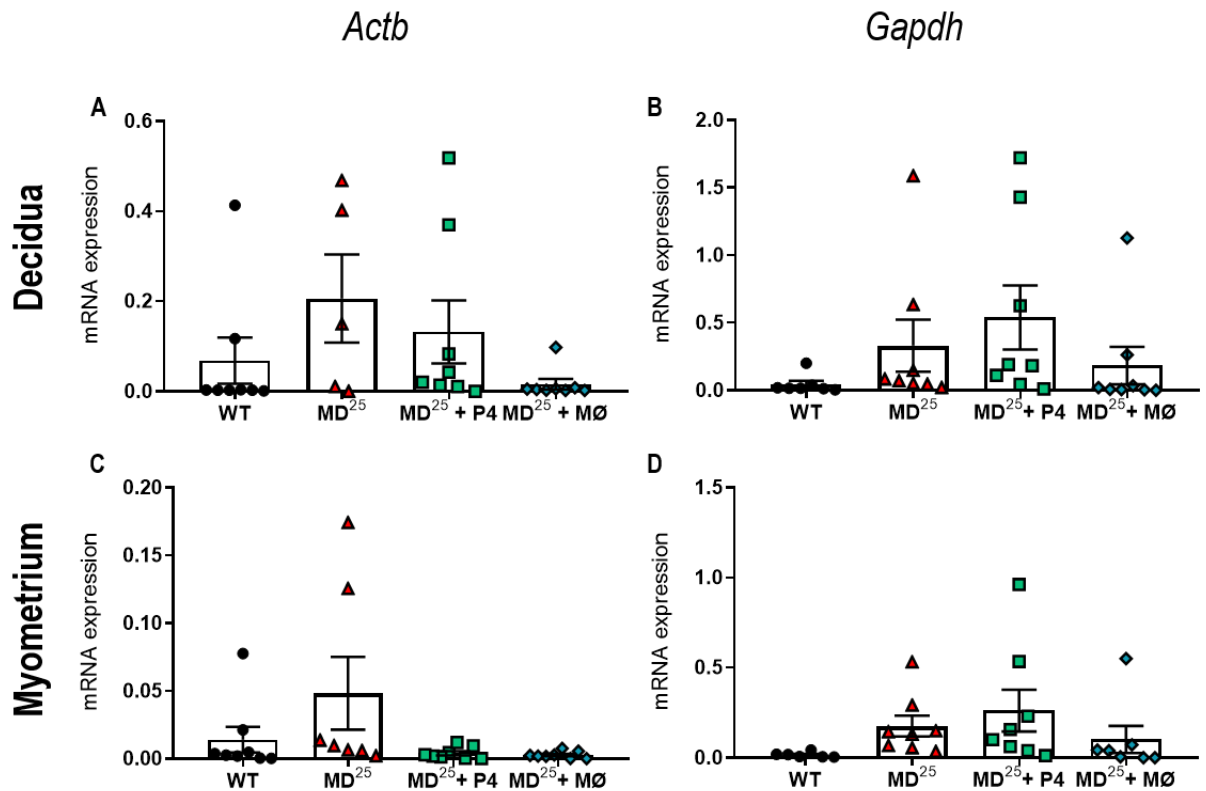 Actb
Gapdh
Decidua
A
mRNA expression
0.6
0.4
0.2
0.0
WT
MD²⁵
MD²⁵+ P4
MD²⁵+ MØ
B
mRNA expression
2.0
1.5
1.0
0.5
0.0
WT
MD²⁵
MD²⁵+ P4
MD²⁵+ MØ
Myometrium
C
mRNA expression
0.20
0.15
0.10
0.05
0.00
WT
MD²⁵
MD²⁵+ P4
MD²⁵+ MØ
D
mRNA expression
1.5
1.0
0.5
0.0
WT
MD²⁵
MD²⁵+ P4
MD²⁵+ MØ